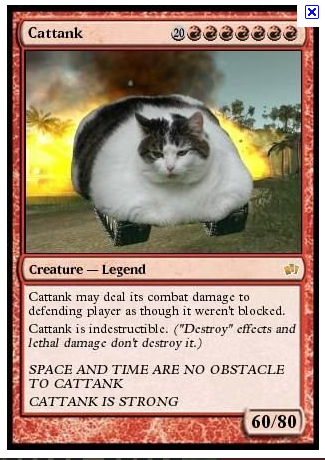 Cattank 20
Creature — Legend
Cattank may deal its combat damage to
defending player as though it weren't blocked.
Cattank is indestructible. ("Destroy" effects and
lethal damage don't destroy it.)
SPACE AND TIME ARE NO OBSTACLE
TO CATTANK
CATTANK IS STRONG
60/80